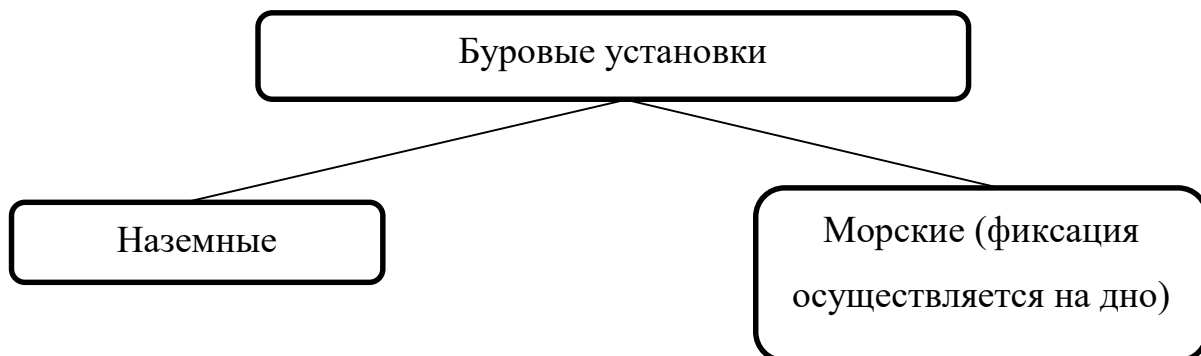 Буровые установки
Наземные
Морские (фиксация
осуществляется на дно)